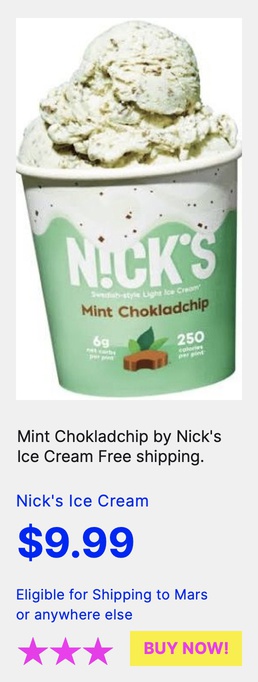 N!CK'S
Swedish-style Light Ice Cream
Mint Chokladchip
6g
net carbs
per pint
250
calories
per pint
Mint Chokladchip by Nick's
Ice Cream Free shipping.
Nick's Ice Cream
$9.99
Eligible for Shipping to Mars
or anywhere else
BUY NOW!